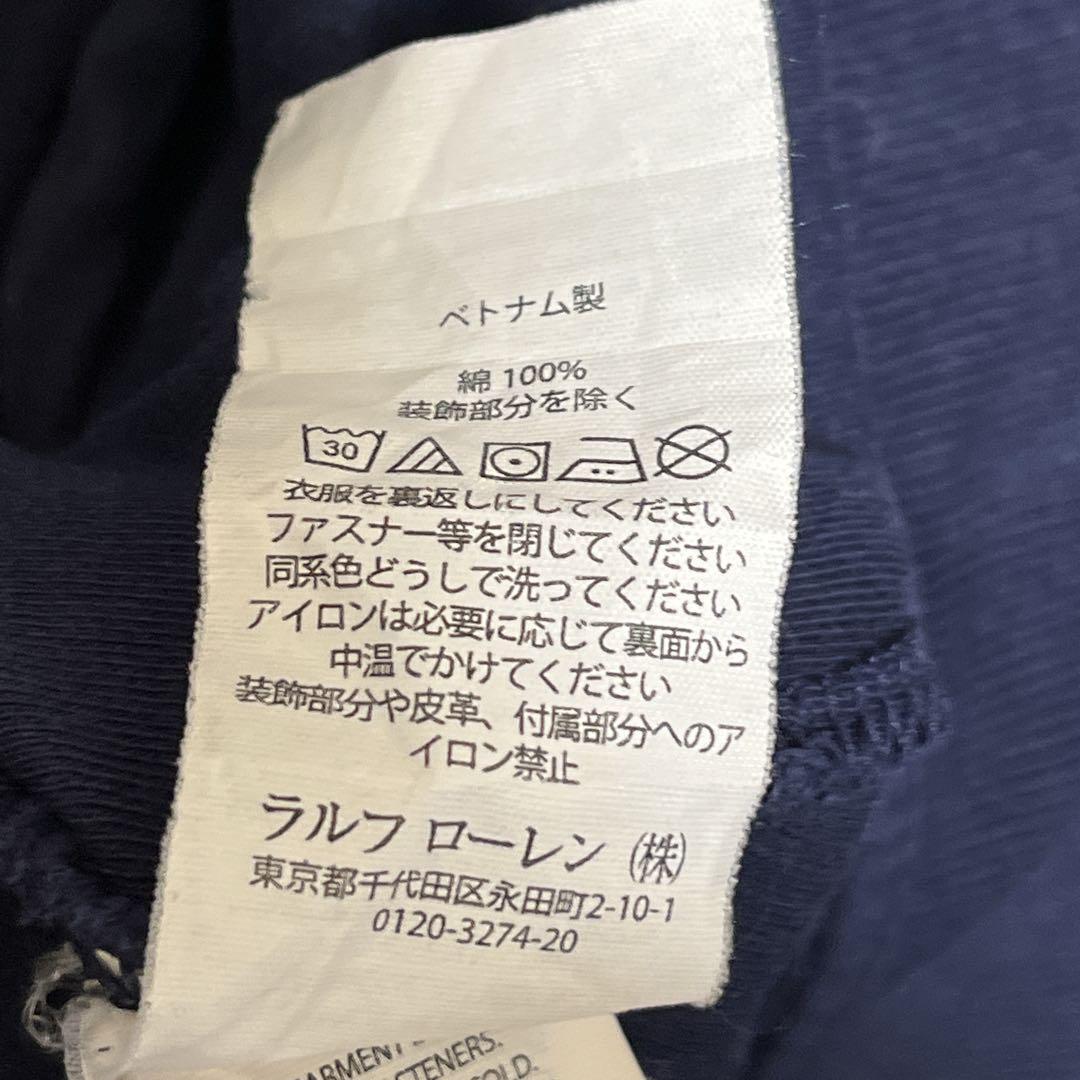 ベトナム製
綿 100%
装飾部分を除く
30
衣服を裏返しにしてください
ファスナー等を閉じてください
同系色どうしで洗ってください
アイロンは必要に応じて裏面から
中温でかけてください
装飾部分や皮革、付属部分へのア
イロン禁止
ラルフ ローレン (株)
東京都千代田区永田町2-10-1
0120-3274-20